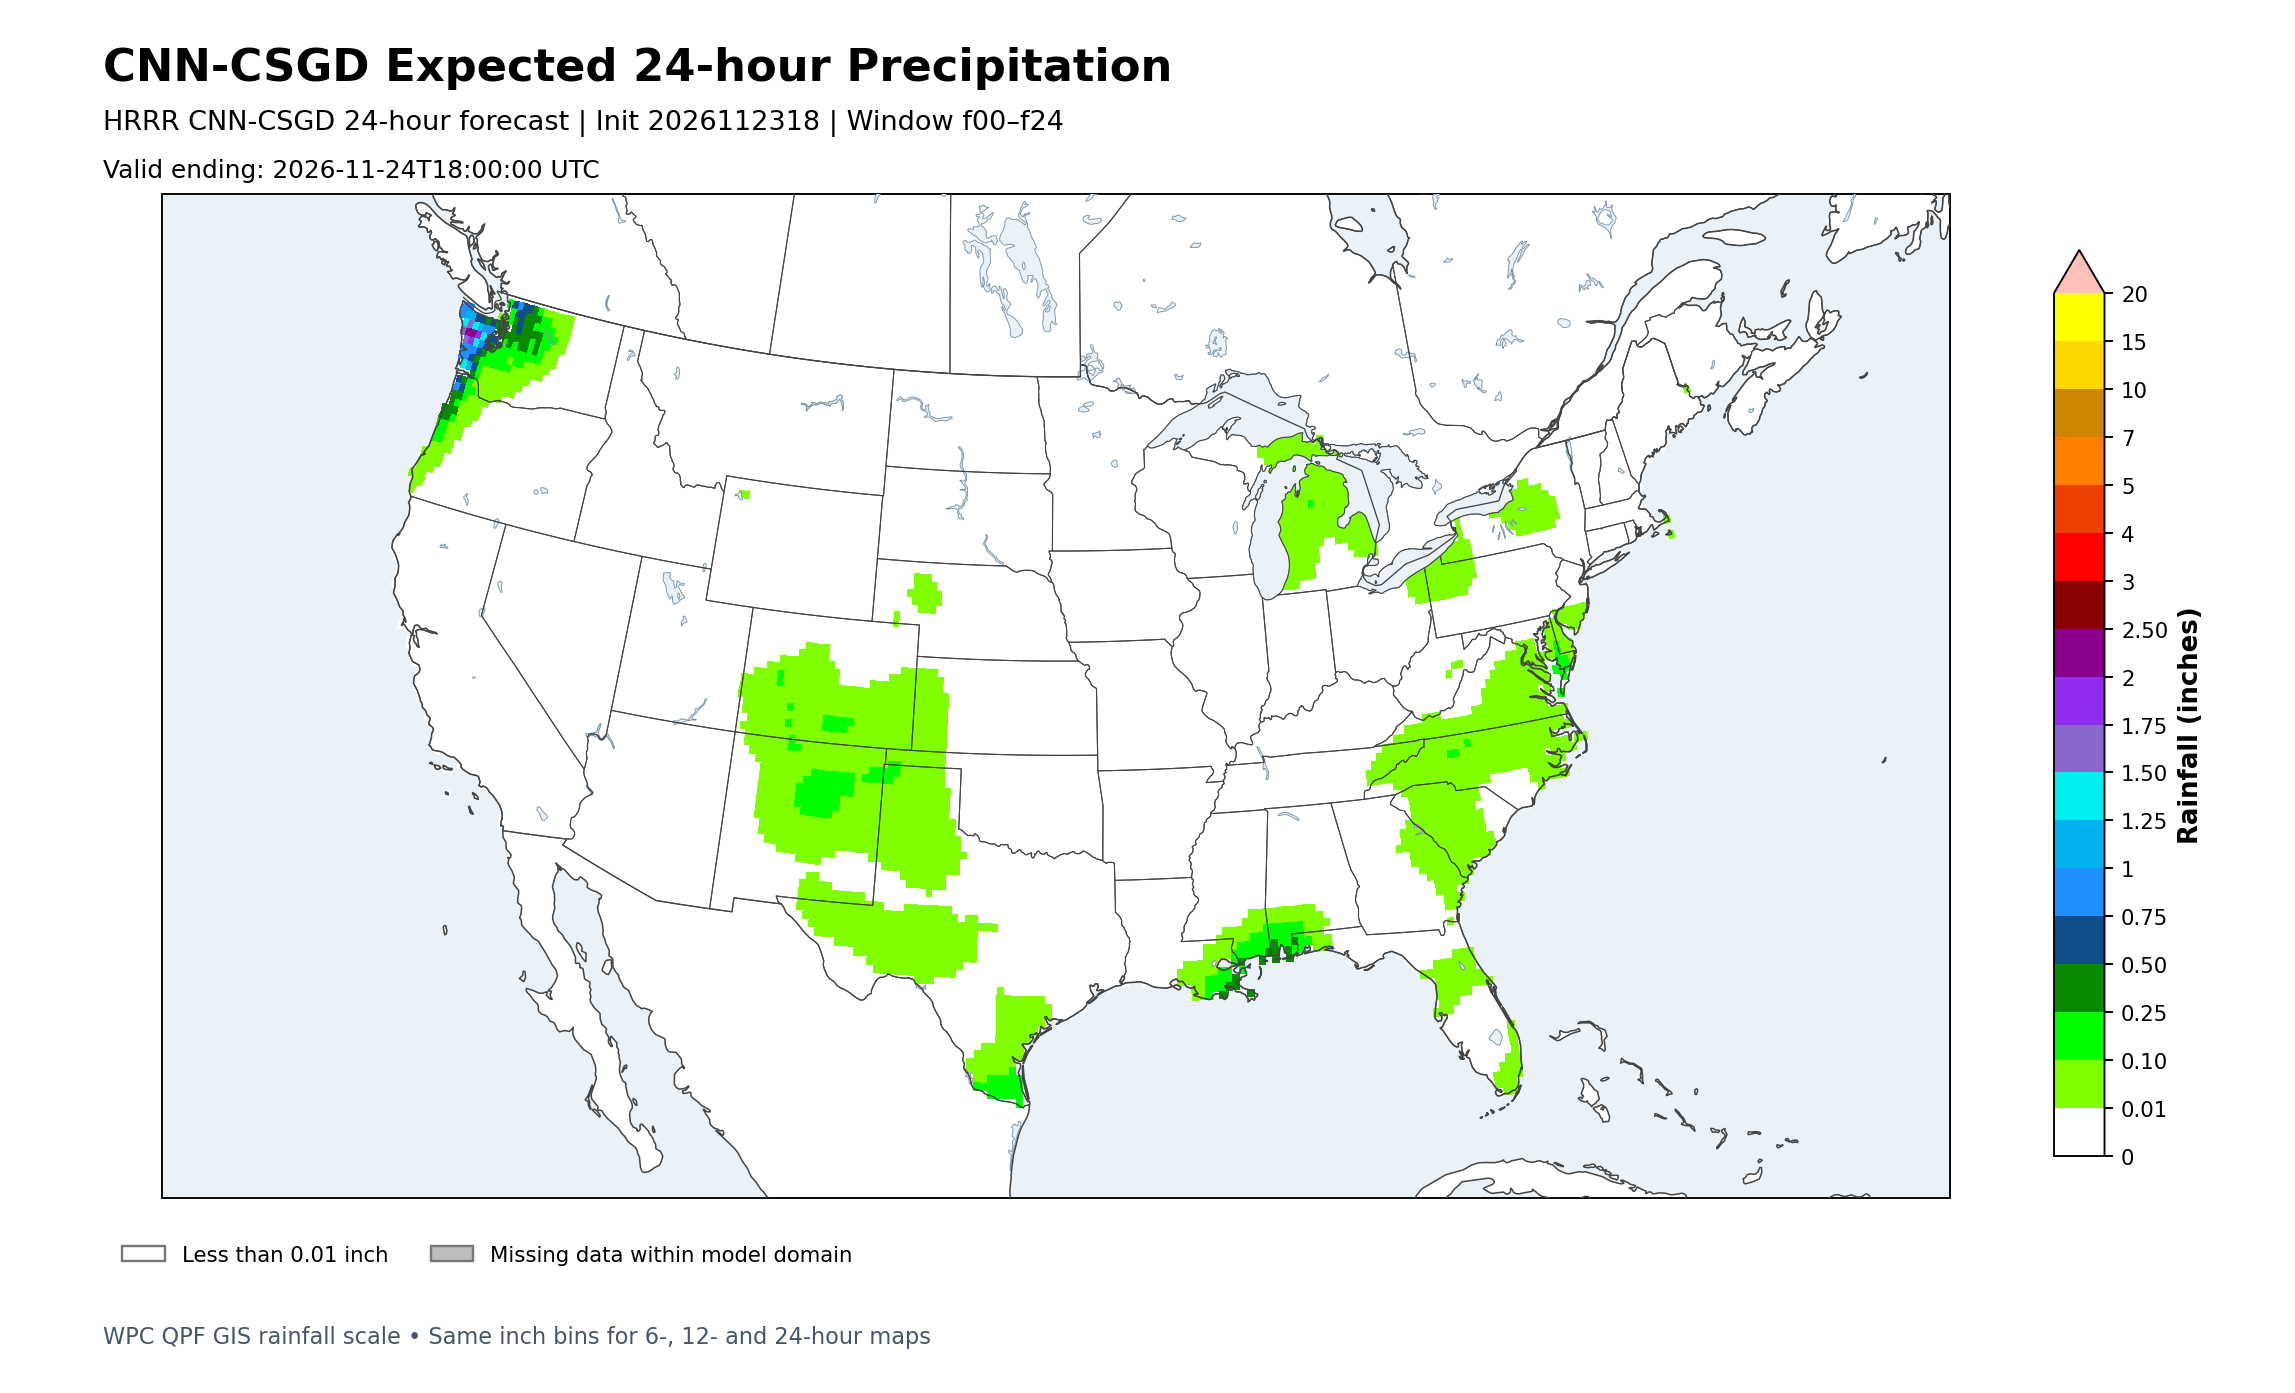 CNN-CSGD Expected 24-hour Precipitation
HRRR CNN-CSGD 24-hour forecast | Init 2026112318 | Window f00–f24
Valid ending: 2026-11-24T18:00:00 UTC
20
15
10
7
5
4
3
2.50
2
1.75
1.50
1.25
1
0.75
0.50
0.25
0.10
0.01
0
Rainfall (inches)
Less than 0.01 inch
Missing data within model domain
WPC QPF GIS rainfall scale • Same inch bins for 6-, 12- and 24-hour maps